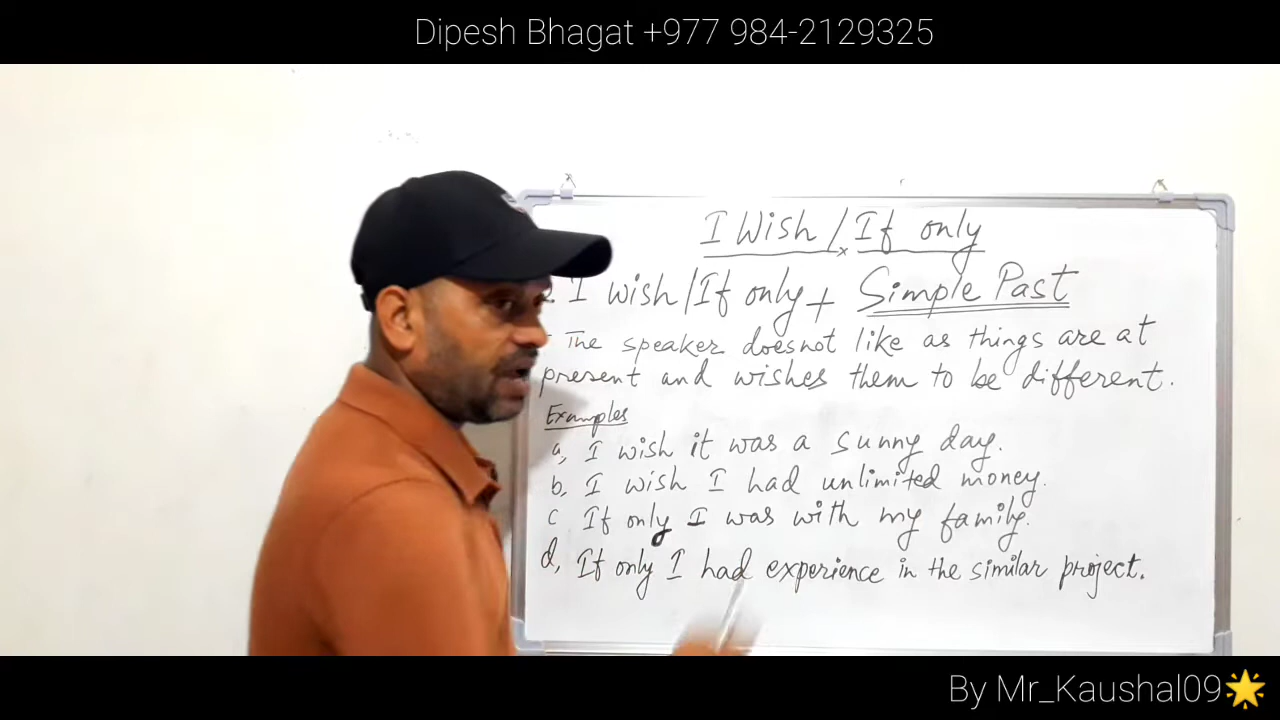 Dipesh Bhagat +977 984-2129325
I Wish / If only
2. I wish/If only + Simple Past
- The speaker doesnot like as things are at
present and wishes them to be different.
Examples
a, I wish it was a sunny day.
b, I wish I had unlimited money.
c If only I was with my family.
d, If only I had experience in the similar project.
By Mr_Kaushal09🌟